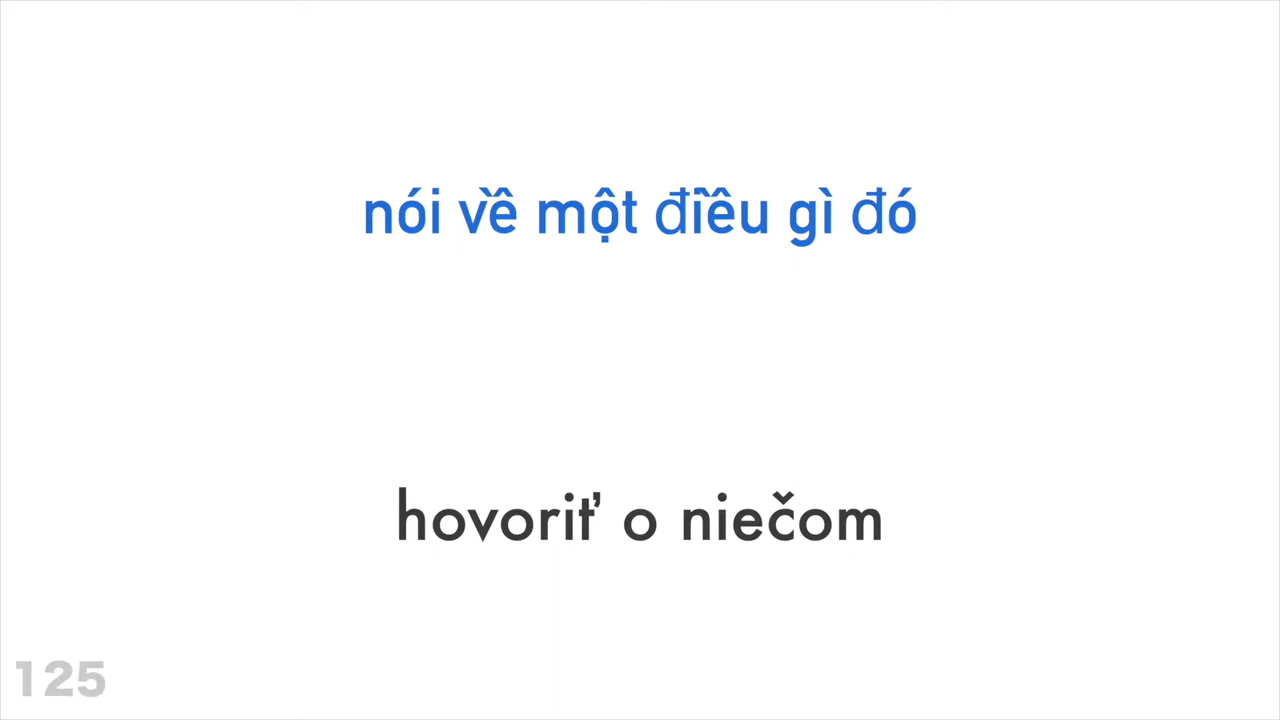 nói về một điều gì đó
hovoriť o niečom
125